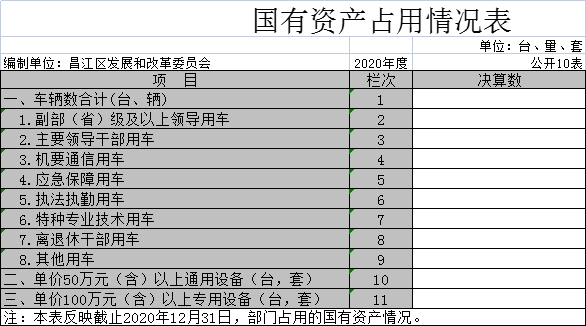 国有资产占用情况表
单位：台、量、套
编制单位：昌江区发展和改革委员会 2020年度 公开10表
项 目 栏次 决算数
一、车辆数合计(台、辆) 1
1.副部（省）级及以上领导用车 2
2.主要领导干部用车 3
3.机要通信用车 4
4.应急保障用车 5
5.执法执勤用车 6
6.特种专业技术用车 7
7.离退休干部用车 8
8.其他用车 9
二、单价50万元（含）以上通用设备（台，套） 10
三、单价100万元（含）以上专用设备（台，套） 11
注：本表反映截止2020年12月31日，部门占用的国有资产情况。